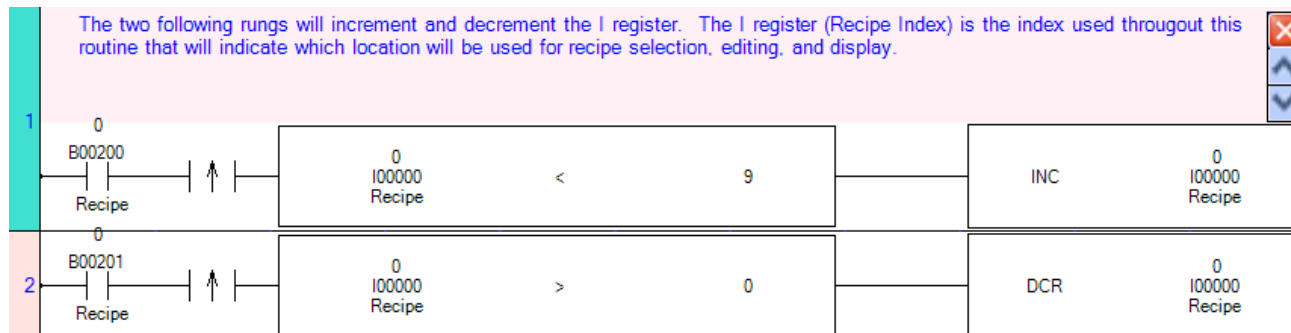 The two following rungs will increment and decrement the I register.  The I register (Recipe Index) is the index used througout this
routine that will indicate which location will be used for recipe selection, editing, and display.
1
0
B00200
Recipe
0
I00000
Recipe
<
9
INC
0
I00000
Recipe
2
0
B00201
Recipe
0
I00000
Recipe
>
0
DCR
0
I00000
Recipe